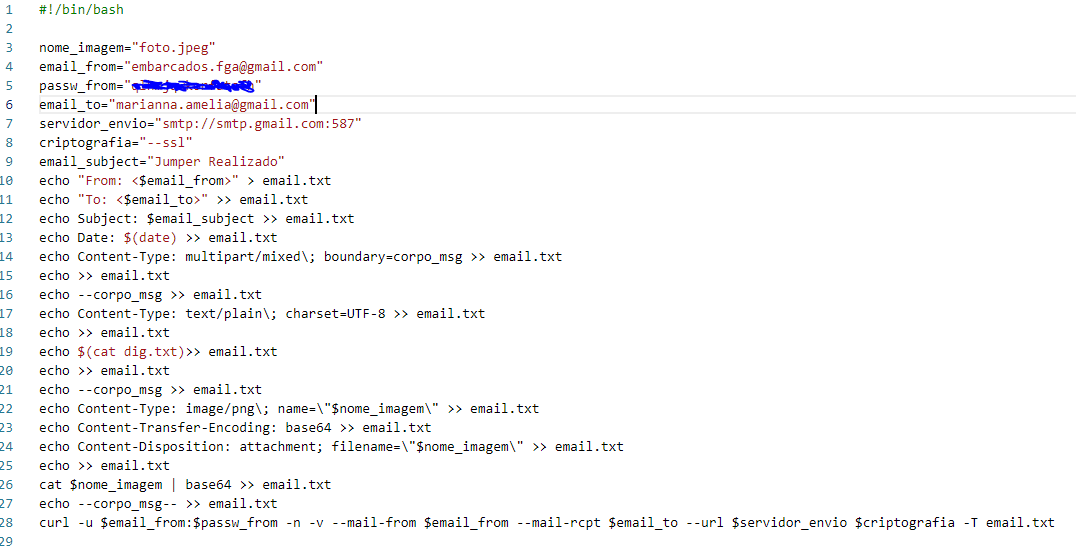 1 #!/bin/bash
2
3 nome_imagem="foto.jpeg"
4 email_from="embarcados.fga@gmail.com"
5 passw_from=""
6 email_to="marianna.amelia@gmail.com"
7 servidor_envio="smtp://smtp.gmail.com:587"
8 criptografia="--ssl"
9 email_subject="Jumper Realizado"
10 echo "From: <$email_from>" > email.txt
11 echo "To: <$email_to>" >> email.txt
12 echo Subject: $email_subject >> email.txt
13 echo Date: $(date) >> email.txt
14 echo Content-Type: multipart/mixed\; boundary=corpo_msg >> email.txt
15 echo >> email.txt
16 echo --corpo_msg >> email.txt
17 echo Content-Type: text/plain\; charset=UTF-8 >> email.txt
18 echo >> email.txt
19 echo $(cat dig.txt)>> email.txt
20 echo >> email.txt
21 echo --corpo_msg >> email.txt
22 echo Content-Type: image/png\; name=\"$nome_imagem\" >> email.txt
23 echo Content-Transfer-Encoding: base64 >> email.txt
24 echo Content-Disposition: attachment; filename=\"$nome_imagem\" >> email.txt
25 echo >> email.txt
26 cat $nome_imagem | base64 >> email.txt
27 echo --corpo_msg-- >> email.txt
28 curl -u $email_from:$passw_from -n -v --mail-from $email_from --mail-rcpt $email_to --url $servidor_envio $criptografia -T email.txt
29